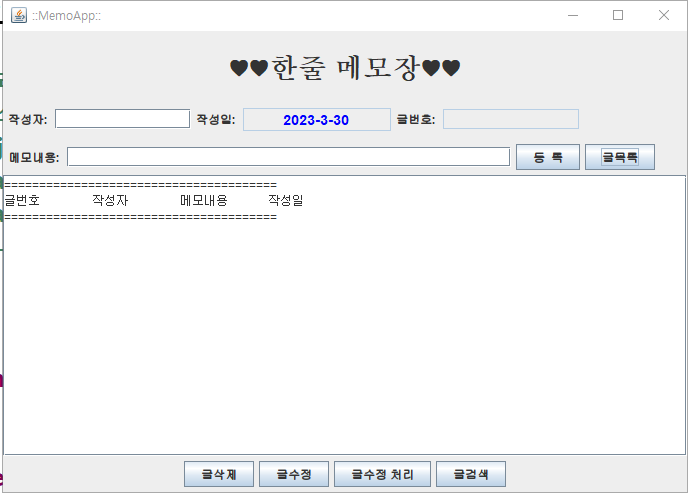 ::MemoApp::
♥♥한줄 메모장♥♥
작성자: 작성일: 2023-3-30 글번호:
메모내용: 등 록 글목록
=======================================
글번호 작성자 메모내용 작성일
=======================================
글삭제 글수정 글수정 처리 글검색